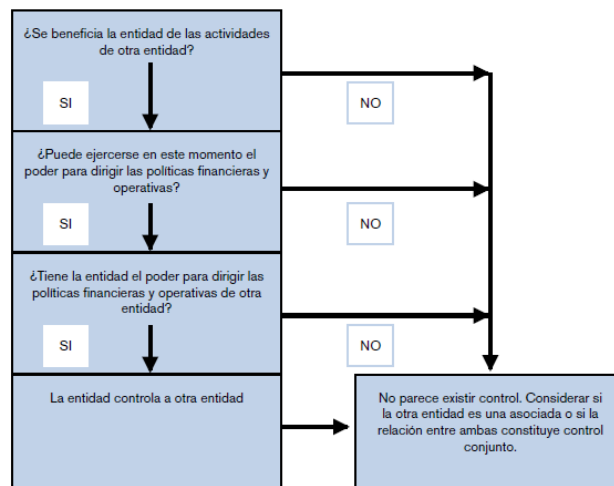 ¿Se beneficia la entidad de las actividades
de otra entidad?
SI
NO
¿Puede ejercerse en este momento el
poder para dirigir las políticas financieras y
operativas?
SI
NO
¿Tiene la entidad el poder para dirigir las
políticas financieras y operativas de otra
entidad?
SI
NO
La entidad controla a otra entidad
No parece existir control. Considerar si
la otra entidad es una asociada o si la
relación entre ambas constituye control
conjunto.